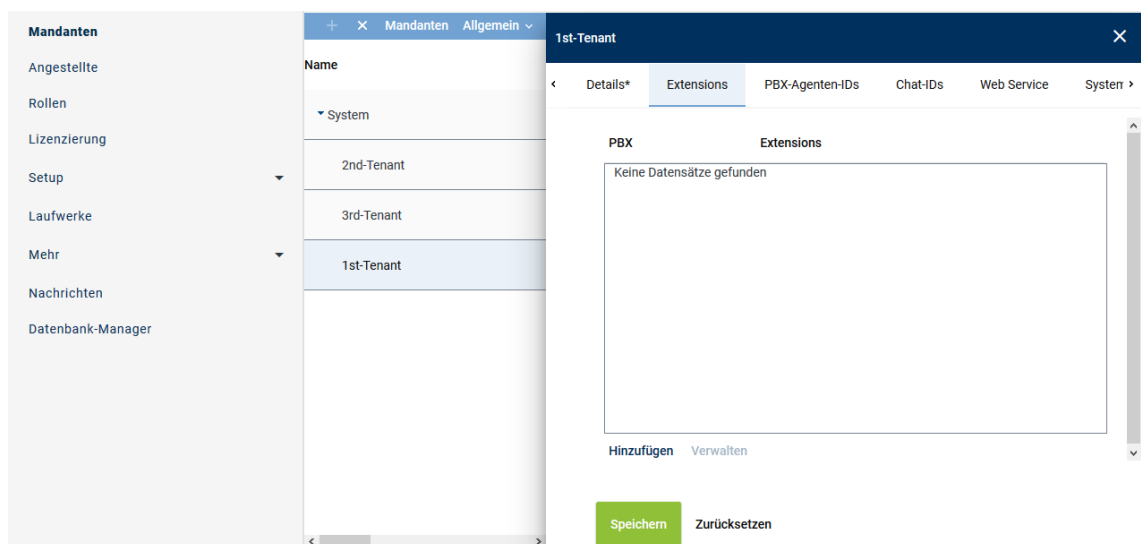 Mandanten
Angestellte
Rollen
Lizenzierung
Setup
Laufwerke
Mehr
Nachrichten
Datenbank-Manager
Mandanten Allgemein
Name
System
2nd-Tenant
3rd-Tenant
1st-Tenant
1st-Tenant
Details* Extensions PBX-Agenten-IDs Chat-IDs Web Service System
PBX Extensions
Keine Datensätze gefunden
Hinzufügen Verwalten
Speichern Zurücksetzen